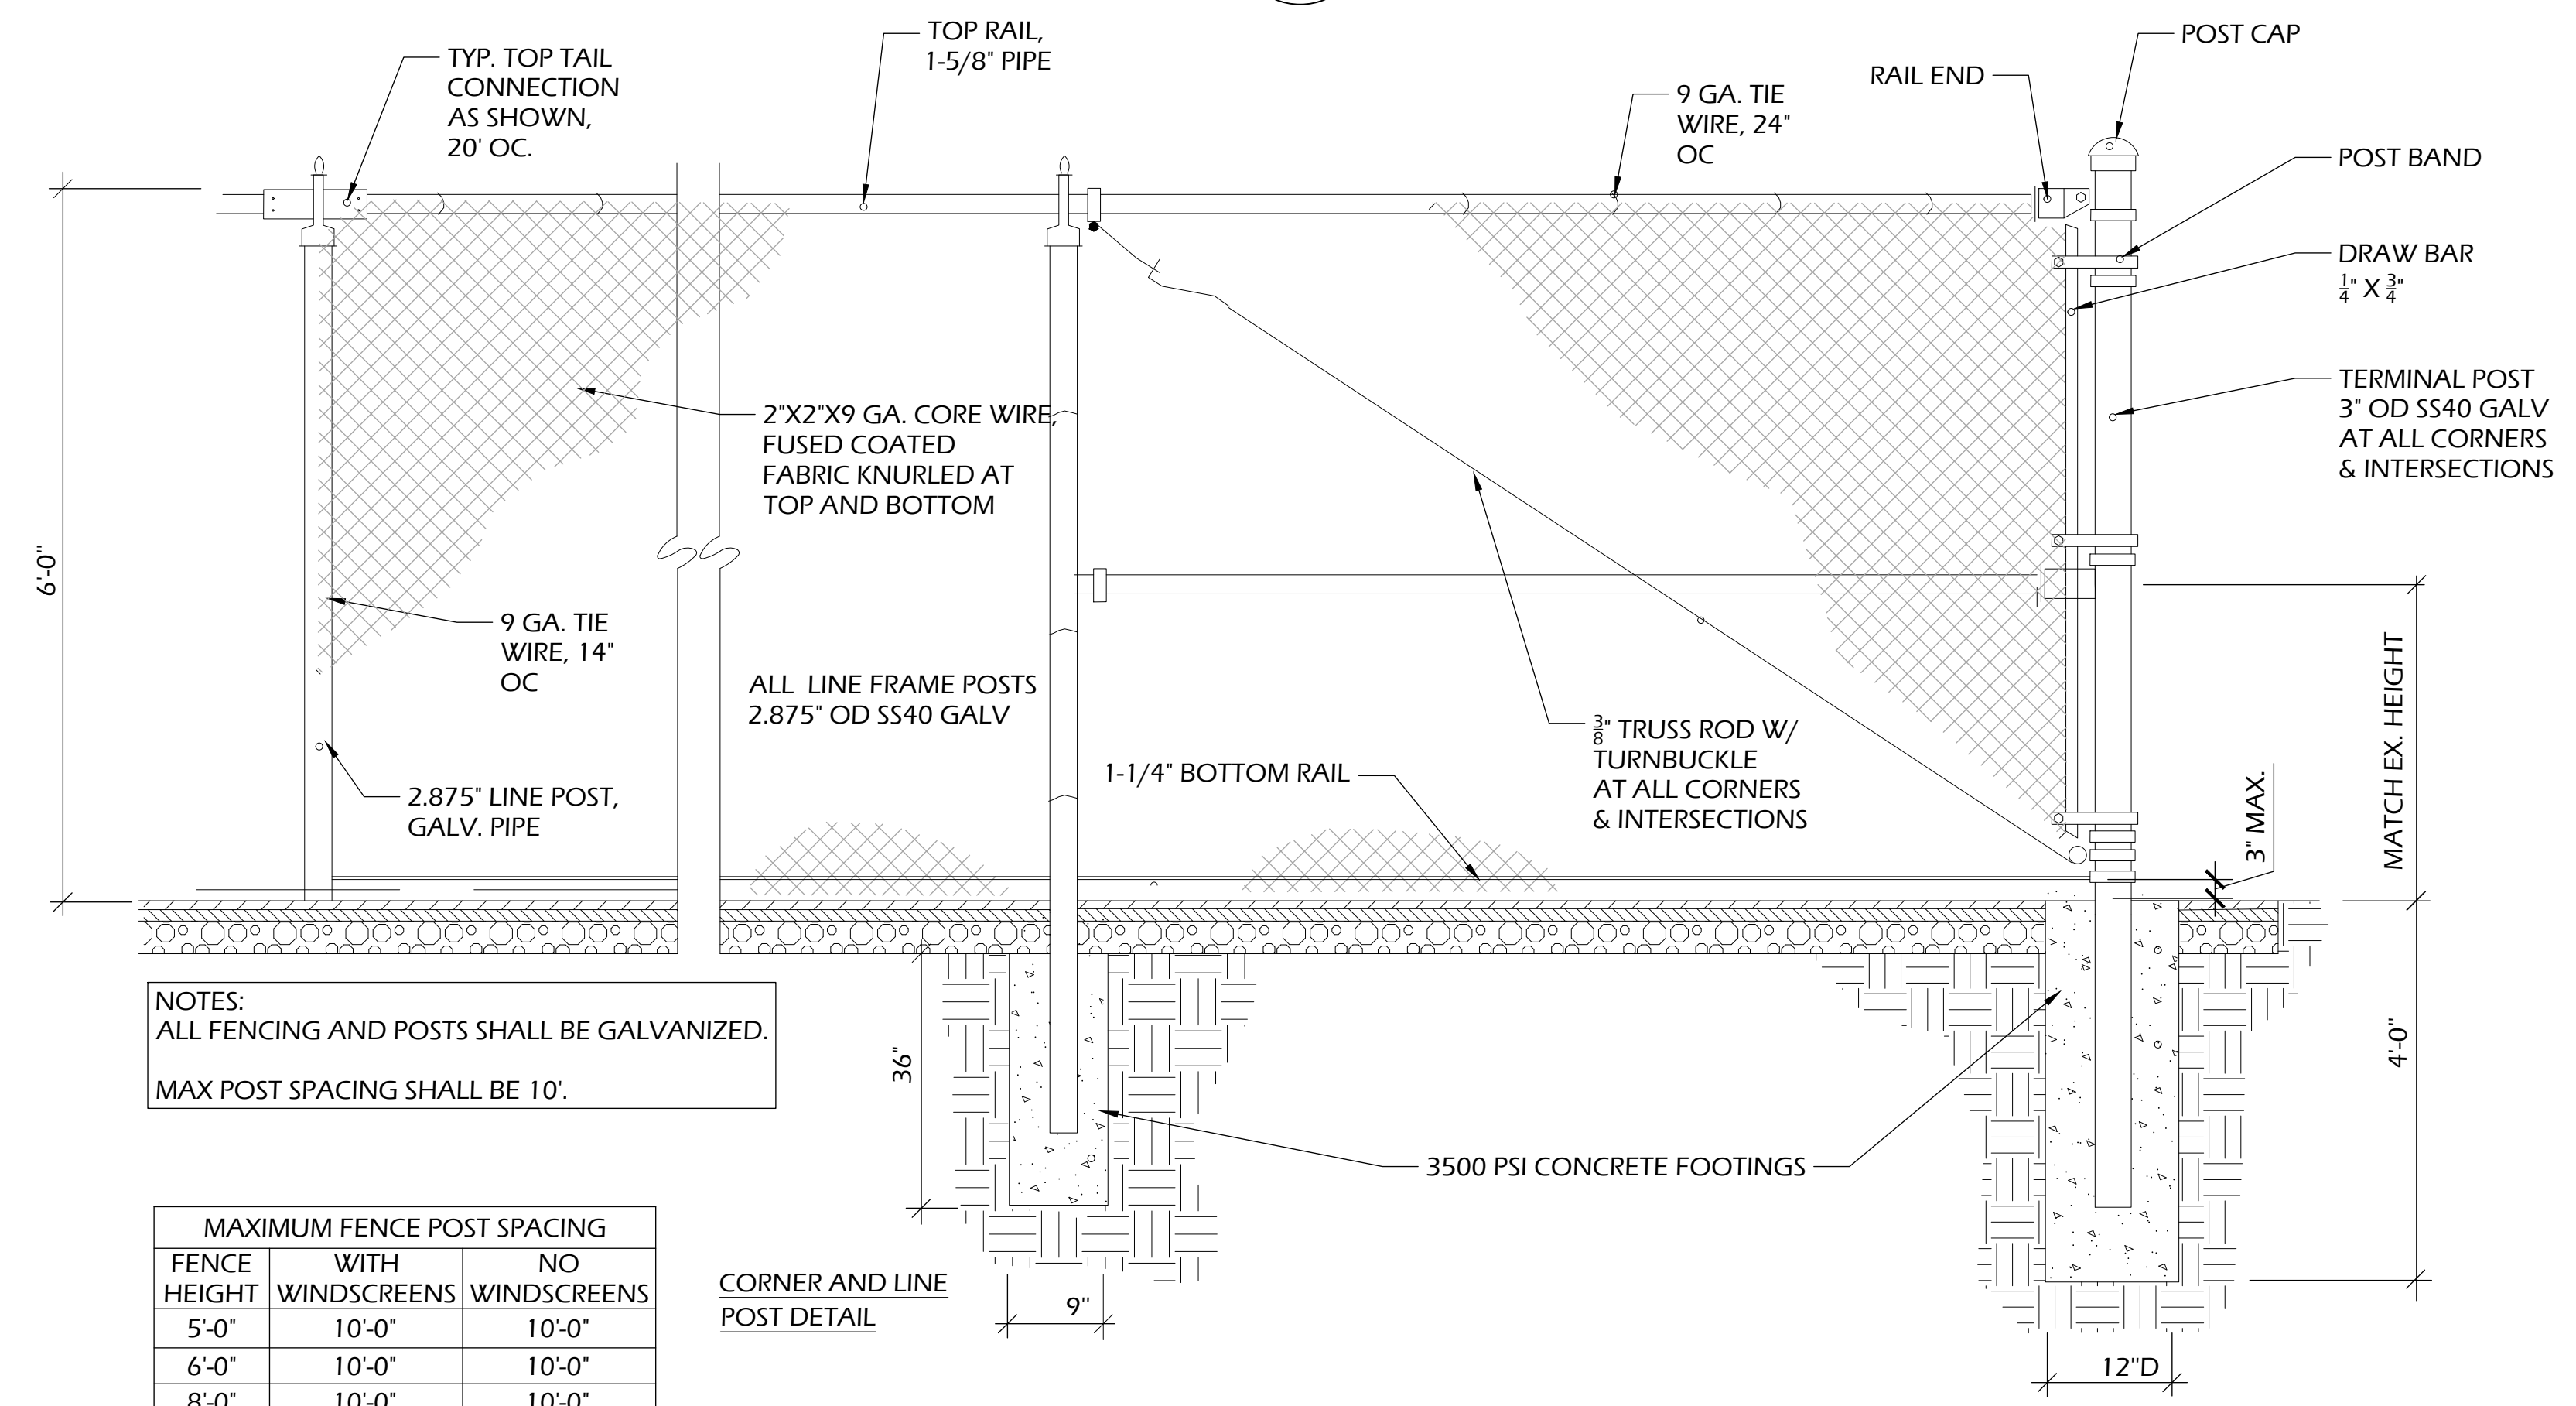 TYP. TOP TAIL
CONNECTION
AS SHOWN,
20' OC.
TOP RAIL,
1-5/8" PIPE
9 GA. TIE
WIRE, 24"
OC
RAIL END
POST CAP
POST BAND
DRAW BAR
1/4" X 3/4"
TERMINAL POST
3" OD SS40 GALV
AT ALL CORNERS
& INTERSECTIONS
6'-0"
2"X2"X9 GA. CORE WIRE,
FUSED COATED
FABRIC KNURLED AT
TOP AND BOTTOM
9 GA. TIE
WIRE, 14"
OC
ALL LINE FRAME POSTS
2.875" OD SS40 GALV
2.875" LINE POST,
GALV. PIPE
1-1/4" BOTTOM RAIL
3/8" TRUSS ROD W/
TURNBUCKLE
AT ALL CORNERS
& INTERSECTIONS
3" MAX.
MATCH EX. HEIGHT
NOTES:
ALL FENCING AND POSTS SHALL BE GALVANIZED.
MAX POST SPACING SHALL BE 10'.
36"
4'-0"
3500 PSI CONCRETE FOOTINGS
9"
12"D
CORNER AND LINE
POST DETAIL
MAXIMUM FENCE POST SPACING
FENCE HEIGHT WITH WINDSCREENS NO WINDSCREENS
5'-0" 10'-0" 10'-0"
6'-0" 10'-0" 10'-0"
8'-0" 10'-0" 10'-0"